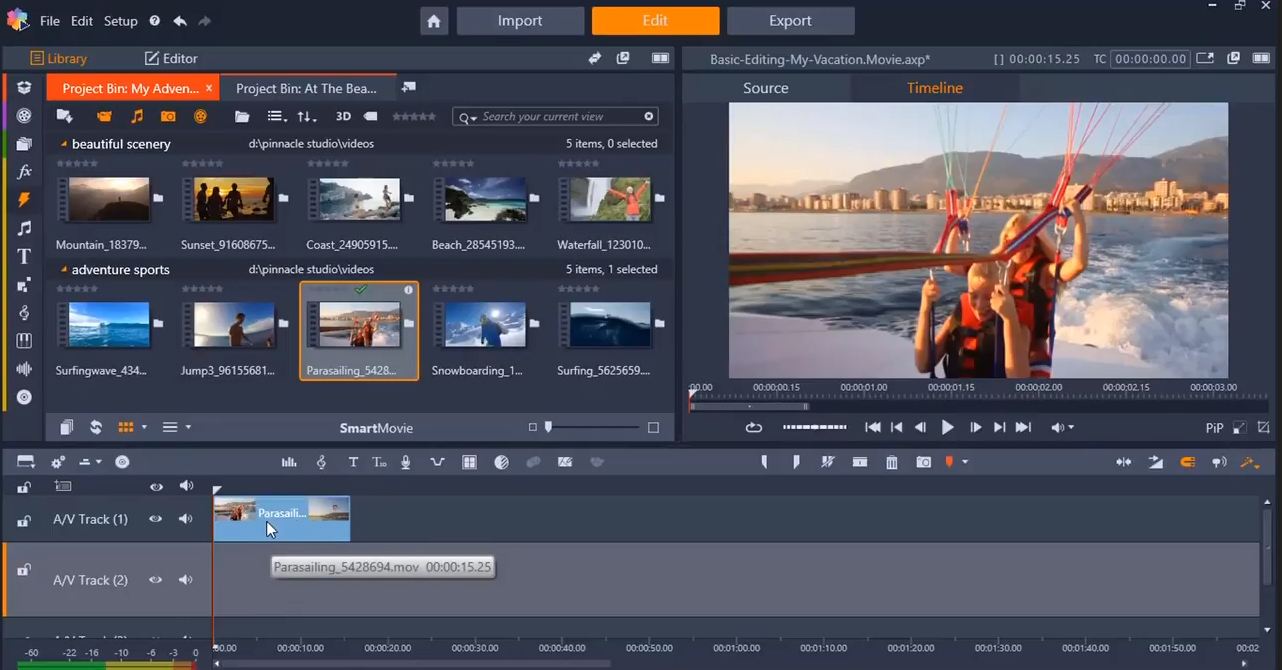 File Edit Setup
Import Edit Export
Library Editor
Basic-Editing-My-Vacation.Movie.axp* [] 00:00:15.25 TC 00:00:00.00
Project Bin: My Adven... x Project Bin: At The Bea...
Source Timeline
3D Search your current view
beautiful scenery d:\pinnacle studio\videos 5 items, 0 selected
Mountain_18379... Sunset_91608675... Coast_24905915.... Beach_28545193.... Waterfall_123010...
adventure sports d:\pinnacle studio\videos 5 items, 1 selected
Surfingwave_434... Jump3_96155681... Parasailing_5428... Snowboarding_1... Surfing_5625659....
:00.00 00:00:00.15 00:00:01.00 00:00:01.15 00:00:02.00 00:00:02.15 00:00:03.00
SmartMovie
PiP
A/V Track (1) Parasaili...
Parasailing_5428694.mov 00:00:15.25
A/V Track (2)
:00.00 00:00:10.00 00:00:20.00 00:00:30.00 00:00:40.00 00:00:50.00 00:01:00.00 00:01:10.00 00:01:20.00 00:01:30.00 00:01:40.00 00:01:50.00 00:02
-60 -22 -16 -10 -6 -3 0